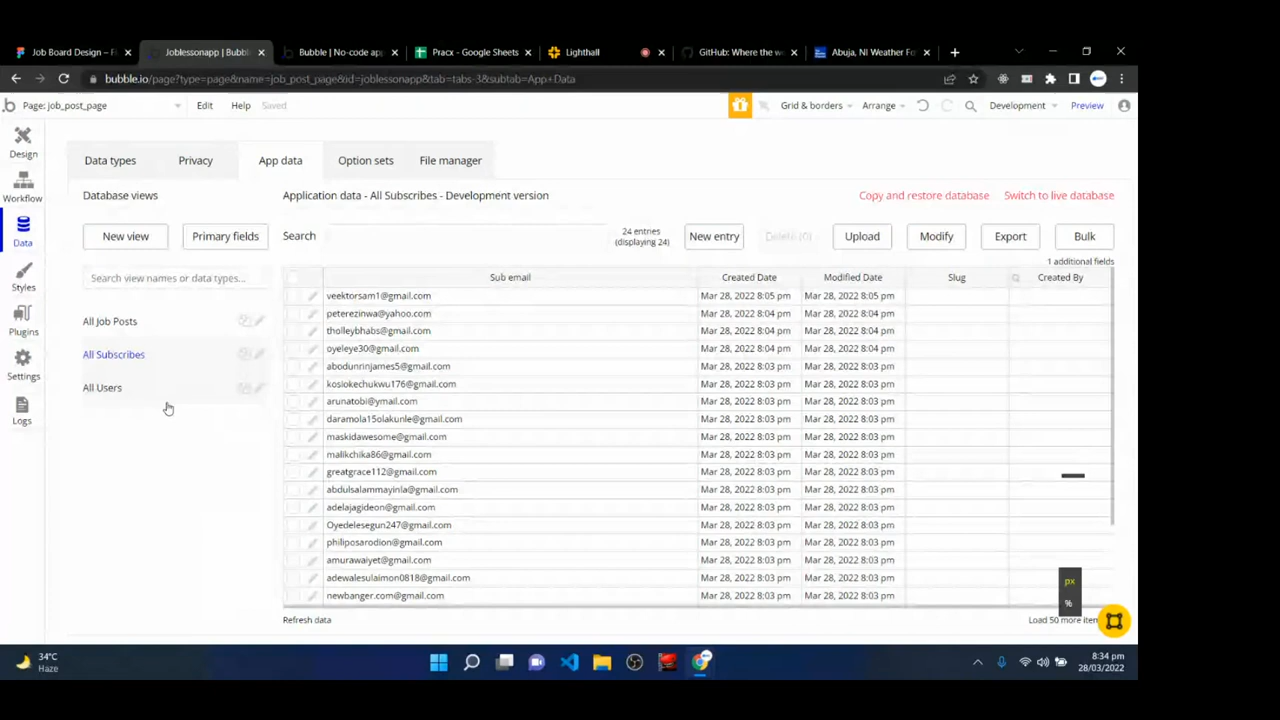 Job Board Design – F
Joblessonapp | Bubbl
Bubble | No-code ap
Pracx - Google Sheets
Lighthall
GitHub: Where the w
Abuja, NI Weather Fo
bubble.io/page?type=page&name=job_post_page&id=joblessonapp&tab=tabs-3&subtab=App+Data
Page: job_post_page
Edit
Help
Saved
Grid & borders
Arrange
Development
Preview
Design
Workflow
Data
Styles
Plugins
Settings
Logs
Data types
Privacy
App data
Option sets
File manager
Database views
Application data - All Subscribes - Development version
Copy and restore database
Switch to live database
New view
Primary fields
Search
24 entries
(displaying 24)
New entry
Delete (0)
Upload
Modify
Export
Bulk
1 additional fields
Search view names or data types...
All Job Posts
All Subscribes
All Users
Sub email Created Date Modified Date Slug Created By
veektorsam1@gmail.com Mar 28, 2022 8:05 pm Mar 28, 2022 8:05 pm
peterezinwa@yahoo.com Mar 28, 2022 8:04 pm Mar 28, 2022 8:04 pm
tholleybhabs@gmail.com Mar 28, 2022 8:04 pm Mar 28, 2022 8:04 pm
oyeleye30@gmail.com Mar 28, 2022 8:04 pm Mar 28, 2022 8:04 pm
abodunrinjames5@gmail.com Mar 28, 2022 8:03 pm Mar 28, 2022 8:03 pm
kosiokechukwu176@gmail.com Mar 28, 2022 8:03 pm Mar 28, 2022 8:03 pm
arunatobi@ymail.com Mar 28, 2022 8:03 pm Mar 28, 2022 8:03 pm
daramola15olakunle@gmail.com Mar 28, 2022 8:03 pm Mar 28, 2022 8:03 pm
maskidawesome@gmail.com Mar 28, 2022 8:03 pm Mar 28, 2022 8:03 pm
malikchika86@gmail.com Mar 28, 2022 8:03 pm Mar 28, 2022 8:03 pm
greatgrace112@gmail.com Mar 28, 2022 8:03 pm Mar 28, 2022 8:03 pm
abdulsalammayinla@gmail.com Mar 28, 2022 8:03 pm Mar 28, 2022 8:03 pm
adelajagideon@gmail.com Mar 28, 2022 8:03 pm Mar 28, 2022 8:03 pm
Oyedelesegun247@gmail.com Mar 28, 2022 8:03 pm Mar 28, 2022 8:03 pm
philiposarodion@gmail.com Mar 28, 2022 8:03 pm Mar 28, 2022 8:03 pm
amurawaiyet@gmail.com Mar 28, 2022 8:03 pm Mar 28, 2022 8:03 pm
adewalesulaimon0818@gmail.com Mar 28, 2022 8:03 pm Mar 28, 2022 8:03 pm
newbanger.com@gmail.com Mar 28, 2022 8:03 pm Mar 28, 2022 8:03 pm
px
%
Refresh data
Load 50 more item
34°C
Haze
8:34 pm
28/03/2022